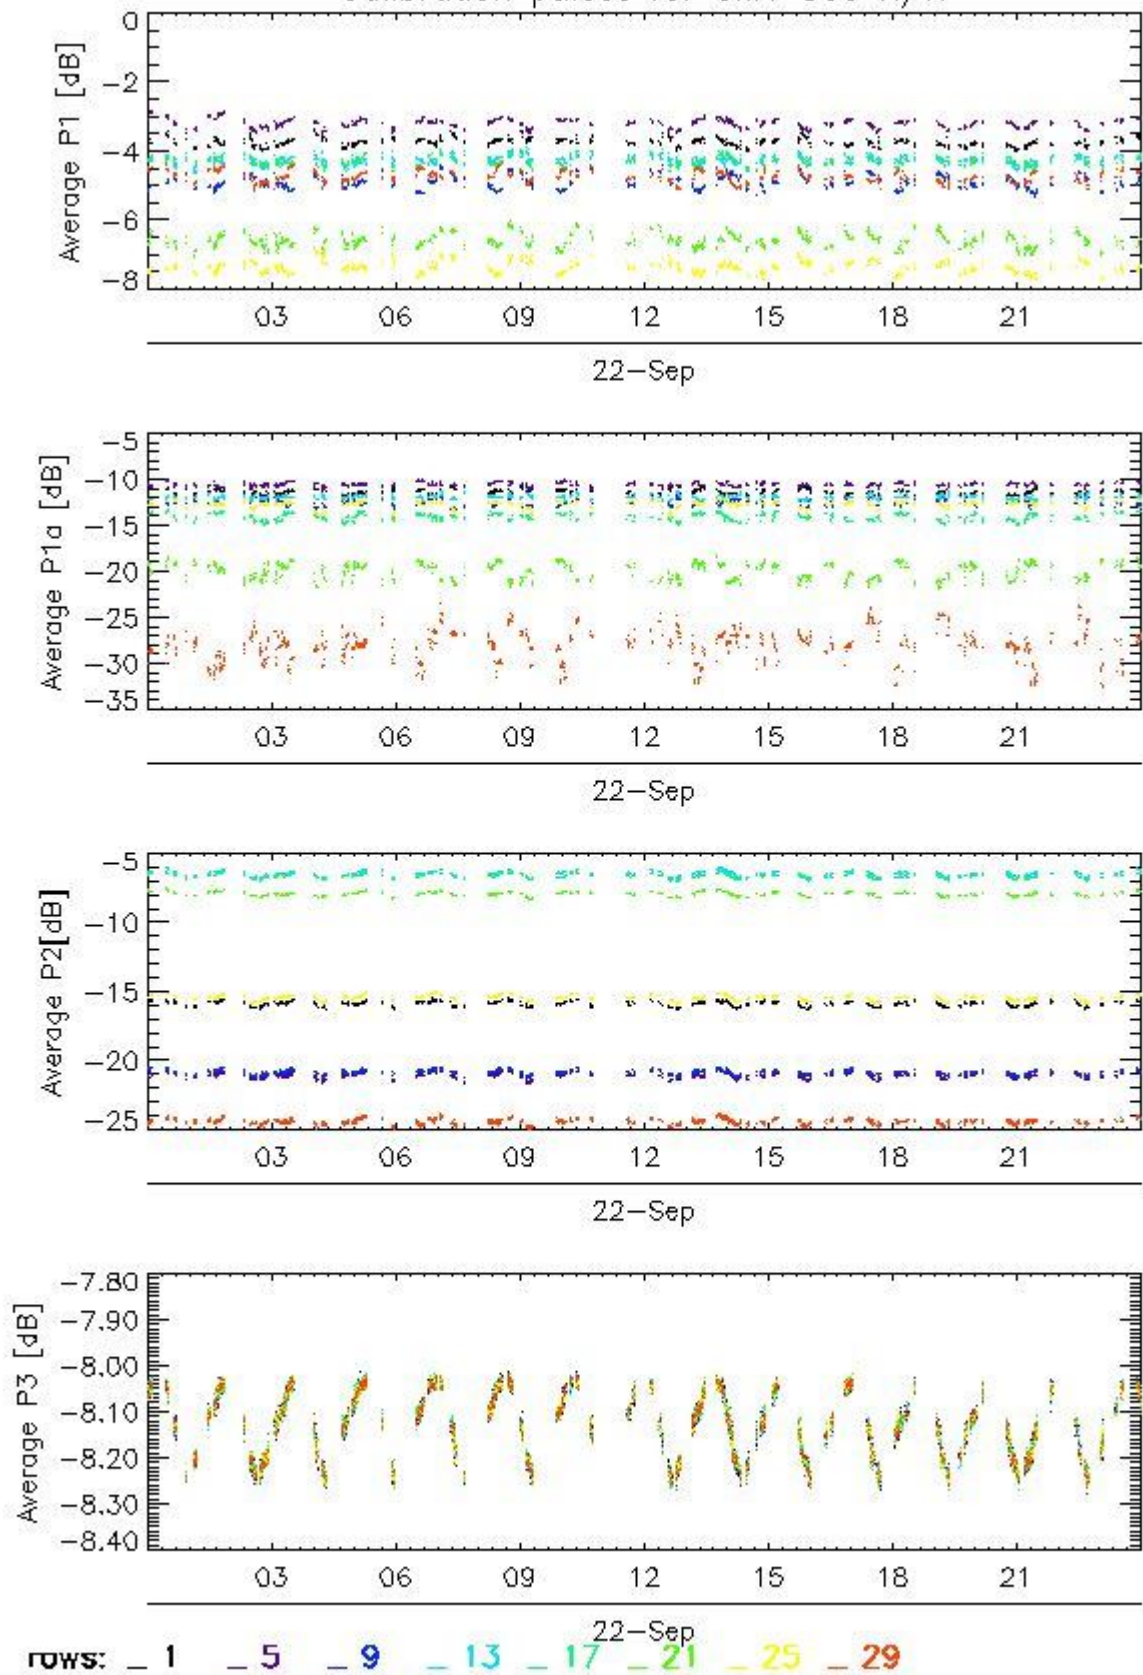 0
−2
−4
−6
−8
Average P1 [dB]
03 06 09 12 15 18 21
22−Sep
−5
−10
−15
−20
−25
−30
−35
Average P1a [dB]
03 06 09 12 15 18 21
22−Sep
−5
−10
−15
−20
−25
Average P2[dB]
03 06 09 12 15 18 21
22−Sep
−7.80
−7.90
−8.00
−8.10
−8.20
−8.30
−8.40
Average P3 [dB]
03 06 09 12 15 18 21
22−Sep
rows: _ 1 _ 5 _ 9 _ 13 _ 17 _ 21 _ 25 _ 29